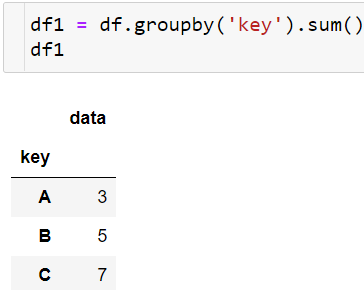 df1 = df.groupby('key').sum()
df1
data
key
A 3
B 5
C 7